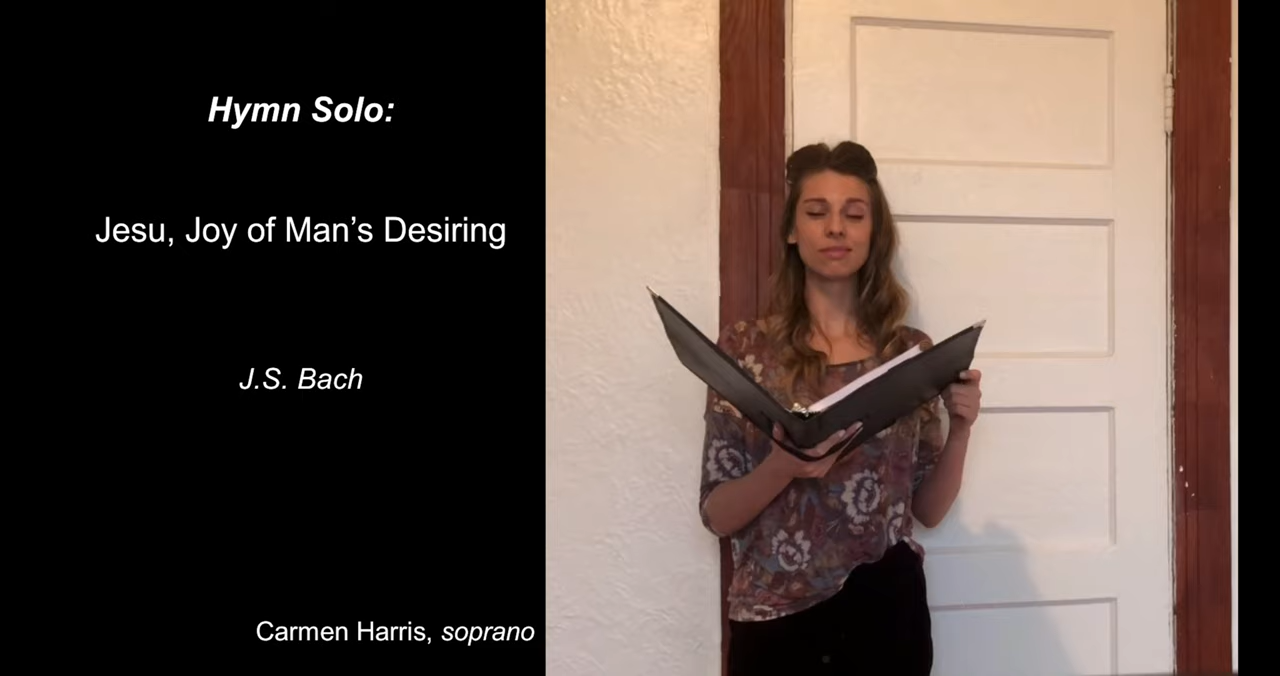 Hymn Solo:
Jesu, Joy of Man’s Desiring
J.S. Bach
Carmen Harris, soprano